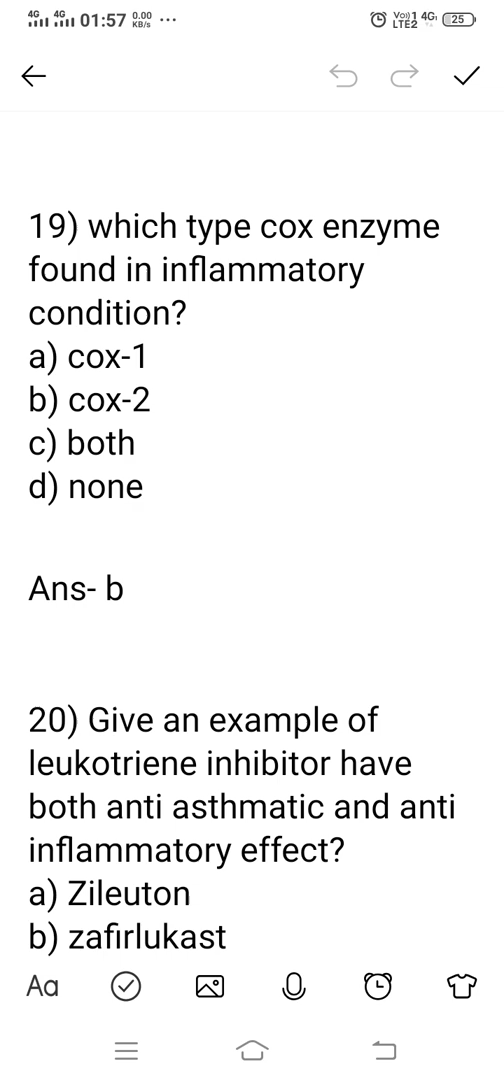 4G 4G 01:57 0.00 KB/s ... Vo)) 1 4G LTE2 25
19) which type cox enzyme
found in inflammatory
condition?
a) cox-1
b) cox-2
c) both
d) none
Ans- b
20) Give an example of
leukotriene inhibitor have
both anti asthmatic and anti
inflammatory effect?
a) Zileuton
b) zafirlukast
Aa